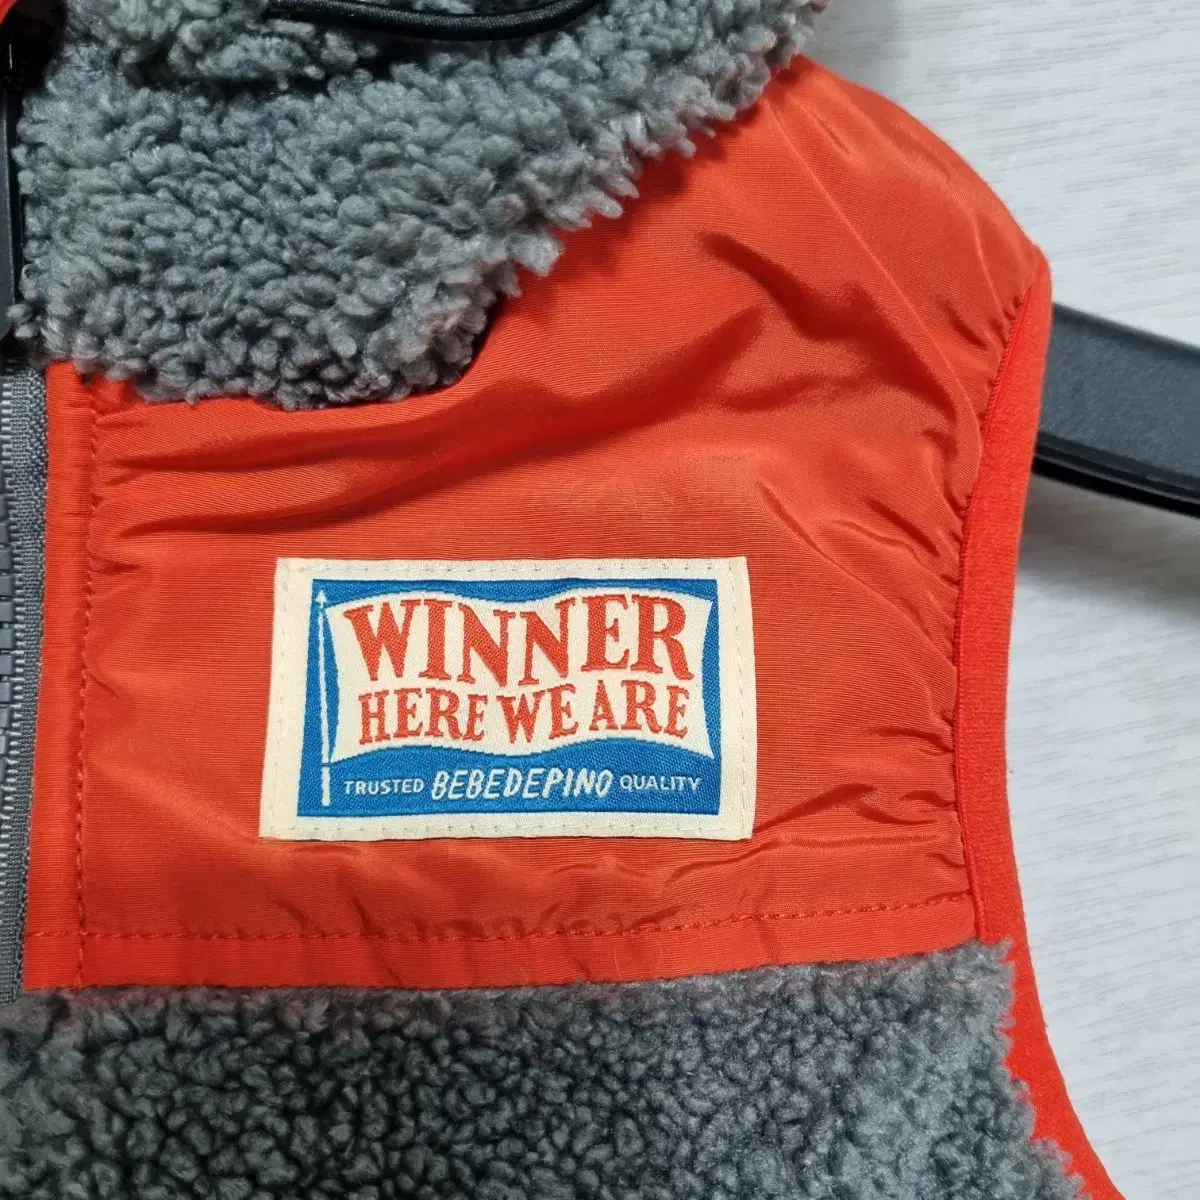 WINNER
HERE WE ARE
TRUSTED BEBEDEPINO QUALITY